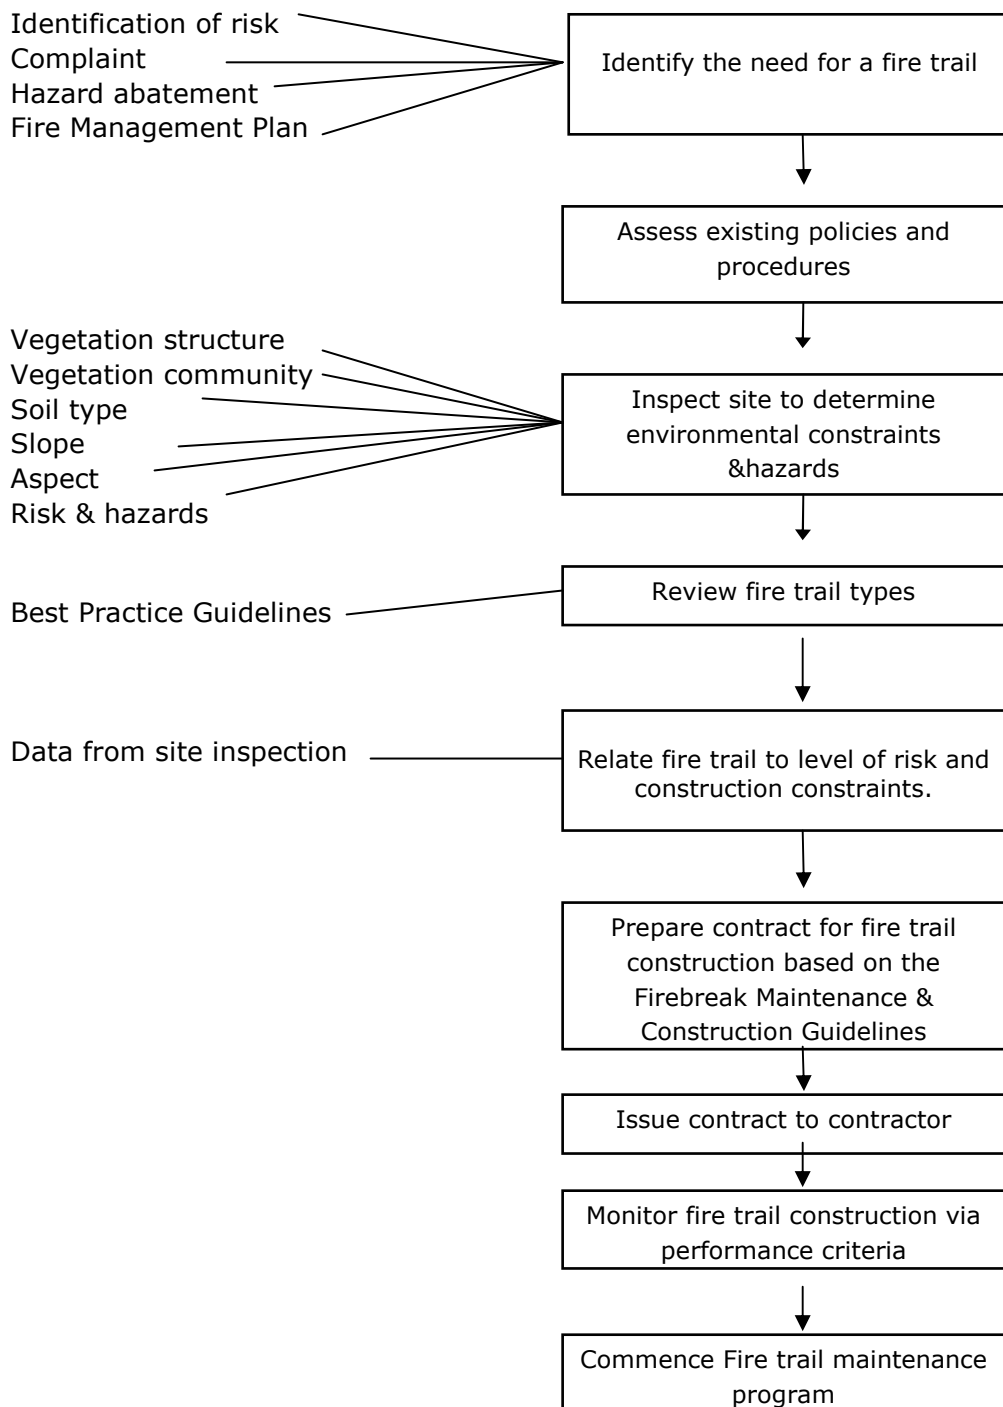 Identification of risk
Complaint
Hazard abatement
Fire Management Plan
Identify the need for a fire trail
Assess existing policies and
procedures
Vegetation structure
Vegetation community
Soil type
Slope
Aspect
Risk & hazards
Inspect site to determine
environmental constraints
&hazards
Best Practice Guidelines
Review fire trail types
Data from site inspection
Relate fire trail to level of risk and
construction constraints.
Prepare contract for fire trail
construction based on the
Firebreak Maintenance &
Construction Guidelines
Issue contract to contractor
Monitor fire trail construction via
performance criteria
Commence Fire trail maintenance
program